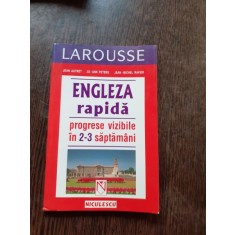 LAROUSSE
ENGLEZA
rapidă
progrese vizibile
în 2-3 săptămâni
N
NICULESCU